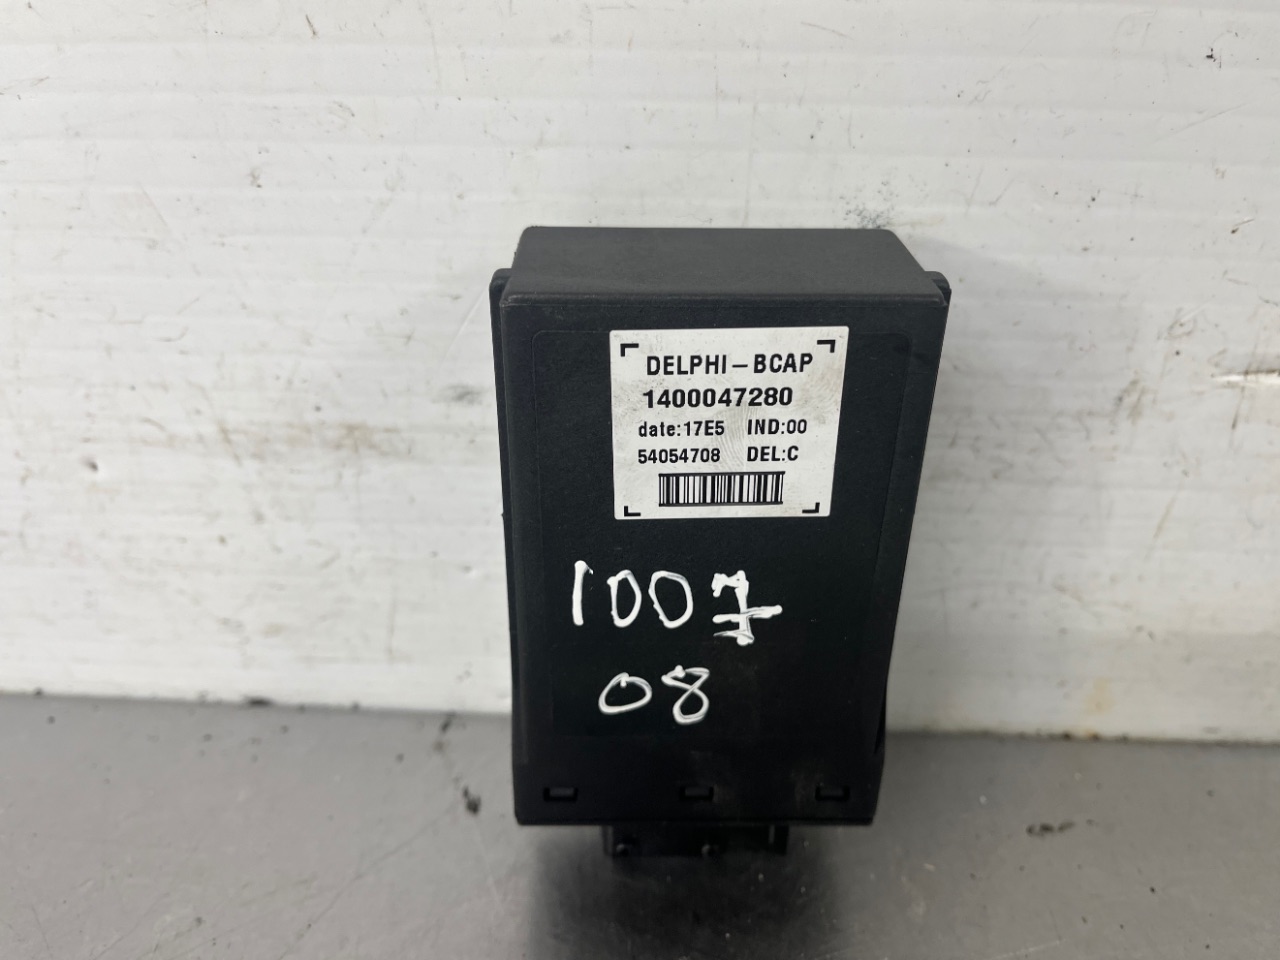 DELPHI-BCAP
1400047280
date:17E5 IND:00
54054708 DEL:C
1007
08